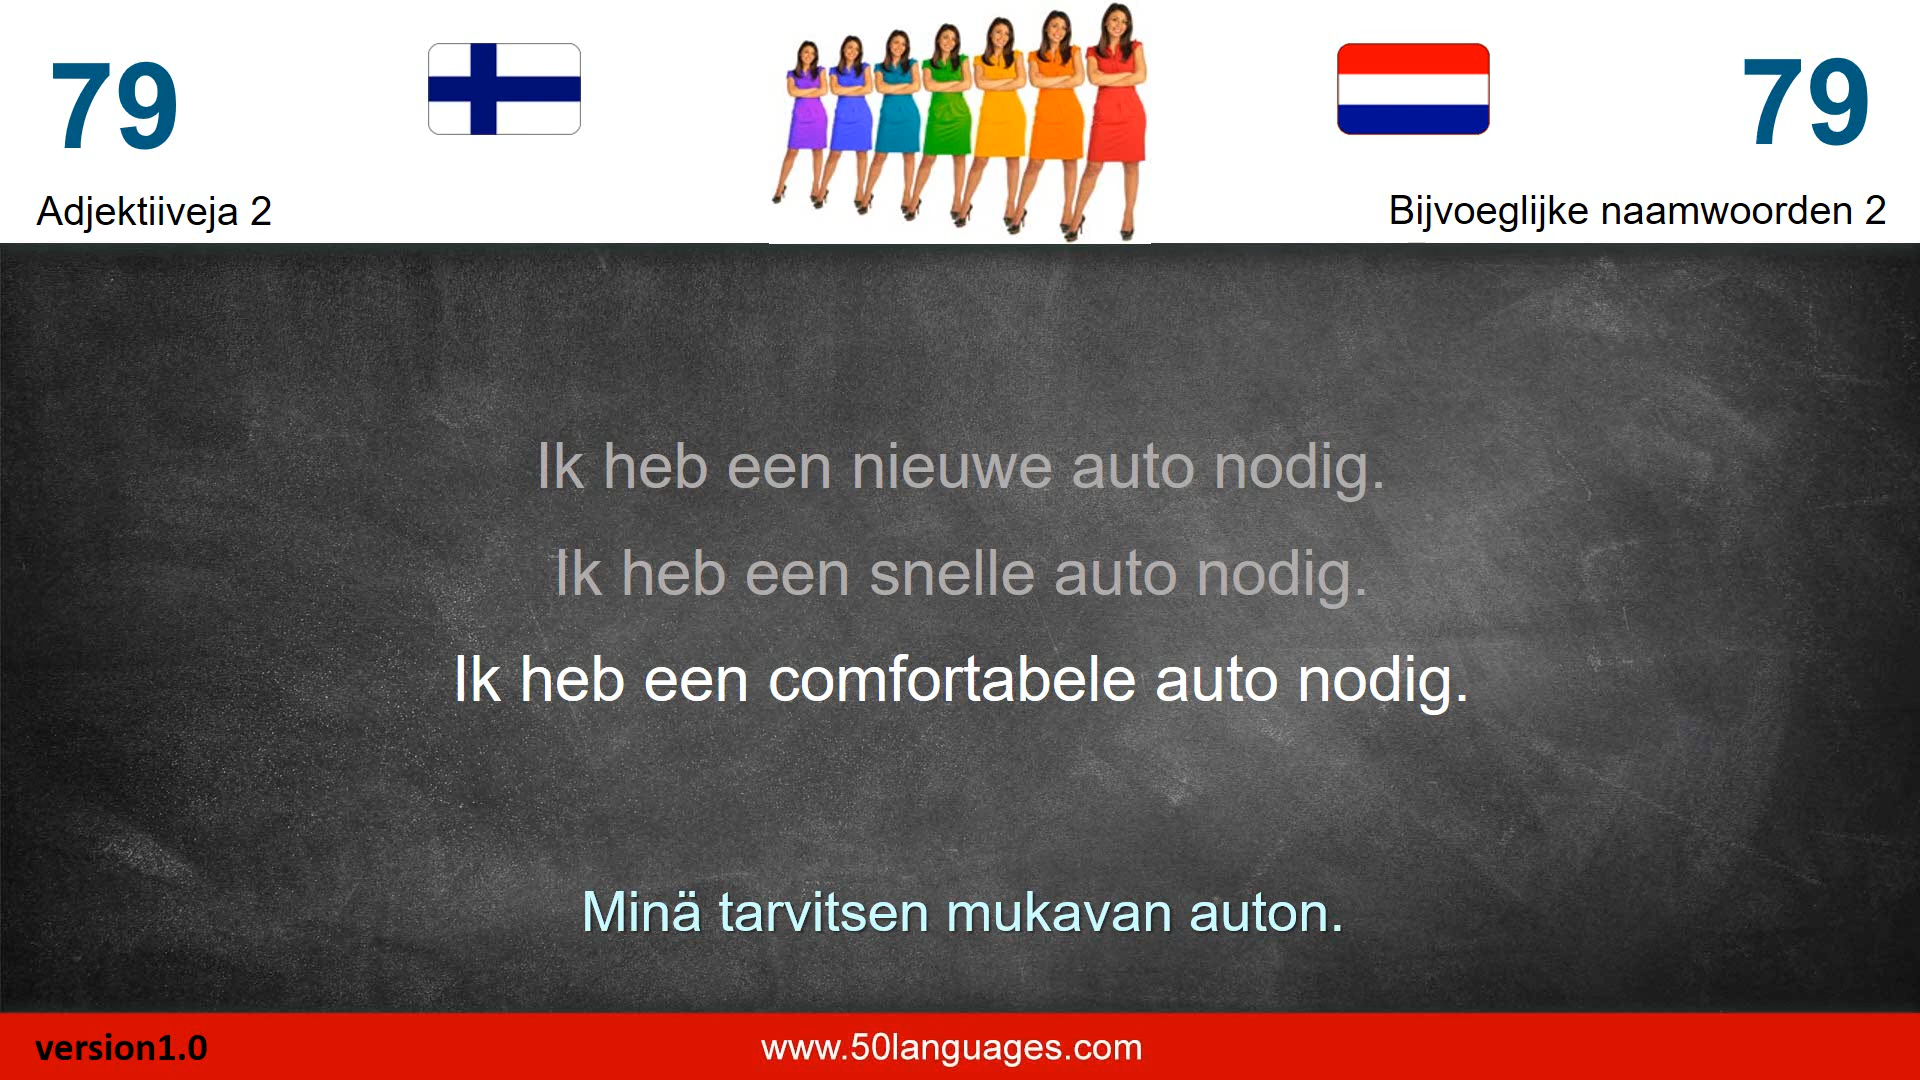 79
79
Adjektiiveja 2
Bijvoeglijke naamwoorden 2
Ik heb een nieuwe auto nodig.
Ik heb een snelle auto nodig.
Ik heb een comfortabele auto nodig.
Minä tarvitsen mukavan auton.
version1.0
www.50languages.com